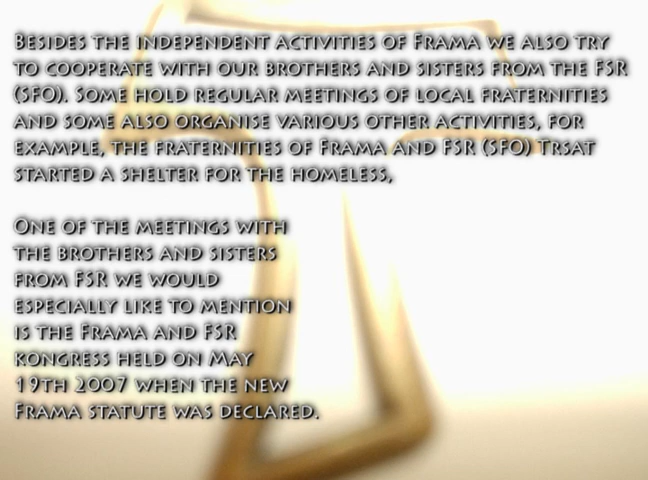 Besides the independent activities of Frama we also try
to cooperate with our brothers and sisters from the FSR
(SFO). Some hold regular meetings of local fraternities
and some also organise various other activities, for
example, the fraternities of Frama and FSR (SFO) Trsat
started a shelter for the homeless,
One of the meetings with
the brothers and sisters
from FSR we would
especially like to mention
is the Frama and FSR
kongress held on May
19th 2007 when the new
Frama statute was declared.